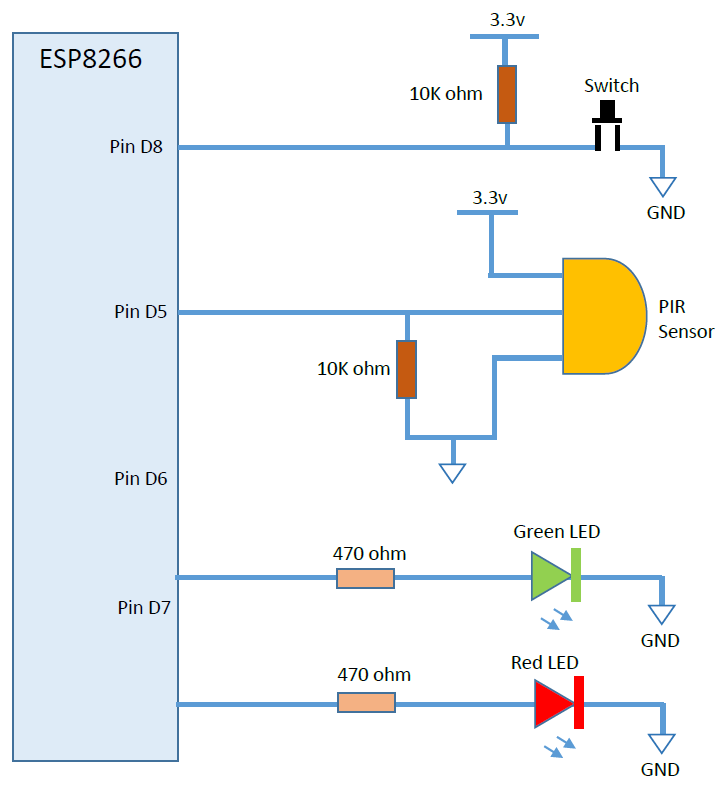 3.3v
ESP8266
10K ohm
Switch
Pin D8
GND
3.3v
Pin D5
PIR
Sensor
10K ohm
Pin D6
Green LED
470 ohm
Pin D7
GND
Red LED
470 ohm
GND